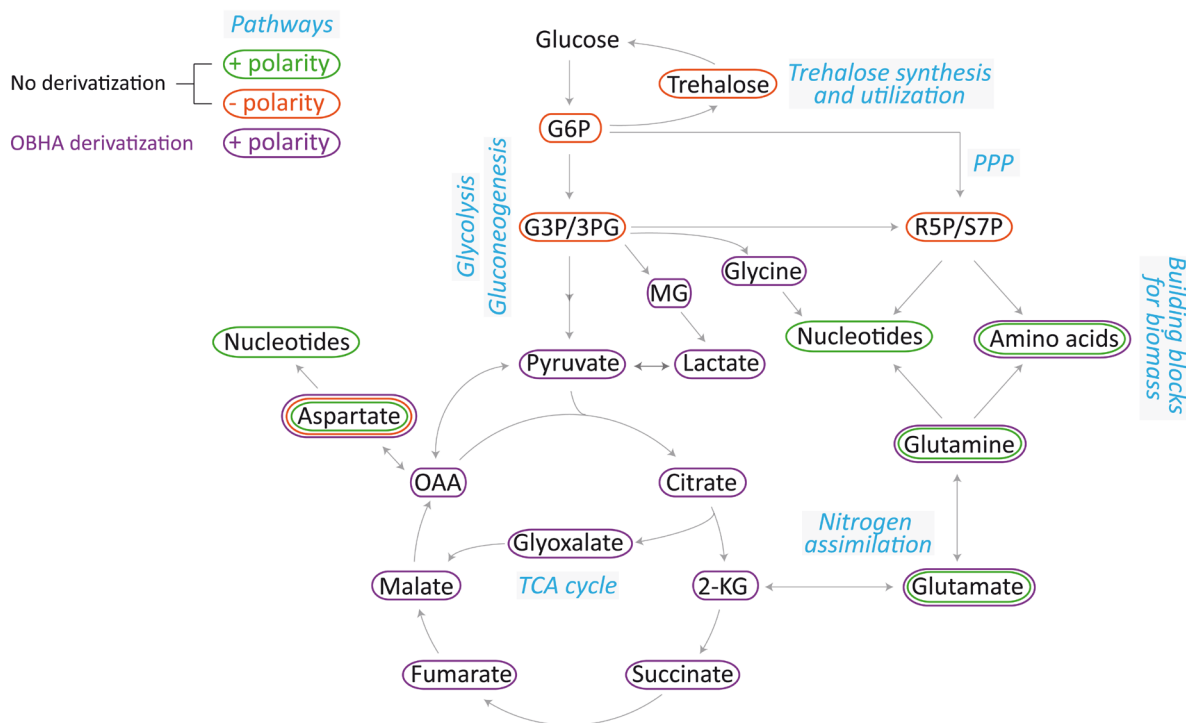 Pathways
No derivatization
+ polarity
- polarity
OBHA derivatization
+ polarity
Glucose
Trehalose
Trehalose synthesis
and utilization
G6P
PPP
Glycolysis
Gluconeogenesis
G3P/3PG
R5P/S7P
Glycine
MG
Building blocks
for biomass
Nucleotides
Nucleotides
Amino acids
Pyruvate
Lactate
Aspartate
Glutamine
OAA
Citrate
Nitrogen
assimilation
Glyoxalate
TCA cycle
Malate
2-KG
Glutamate
Fumarate
Succinate